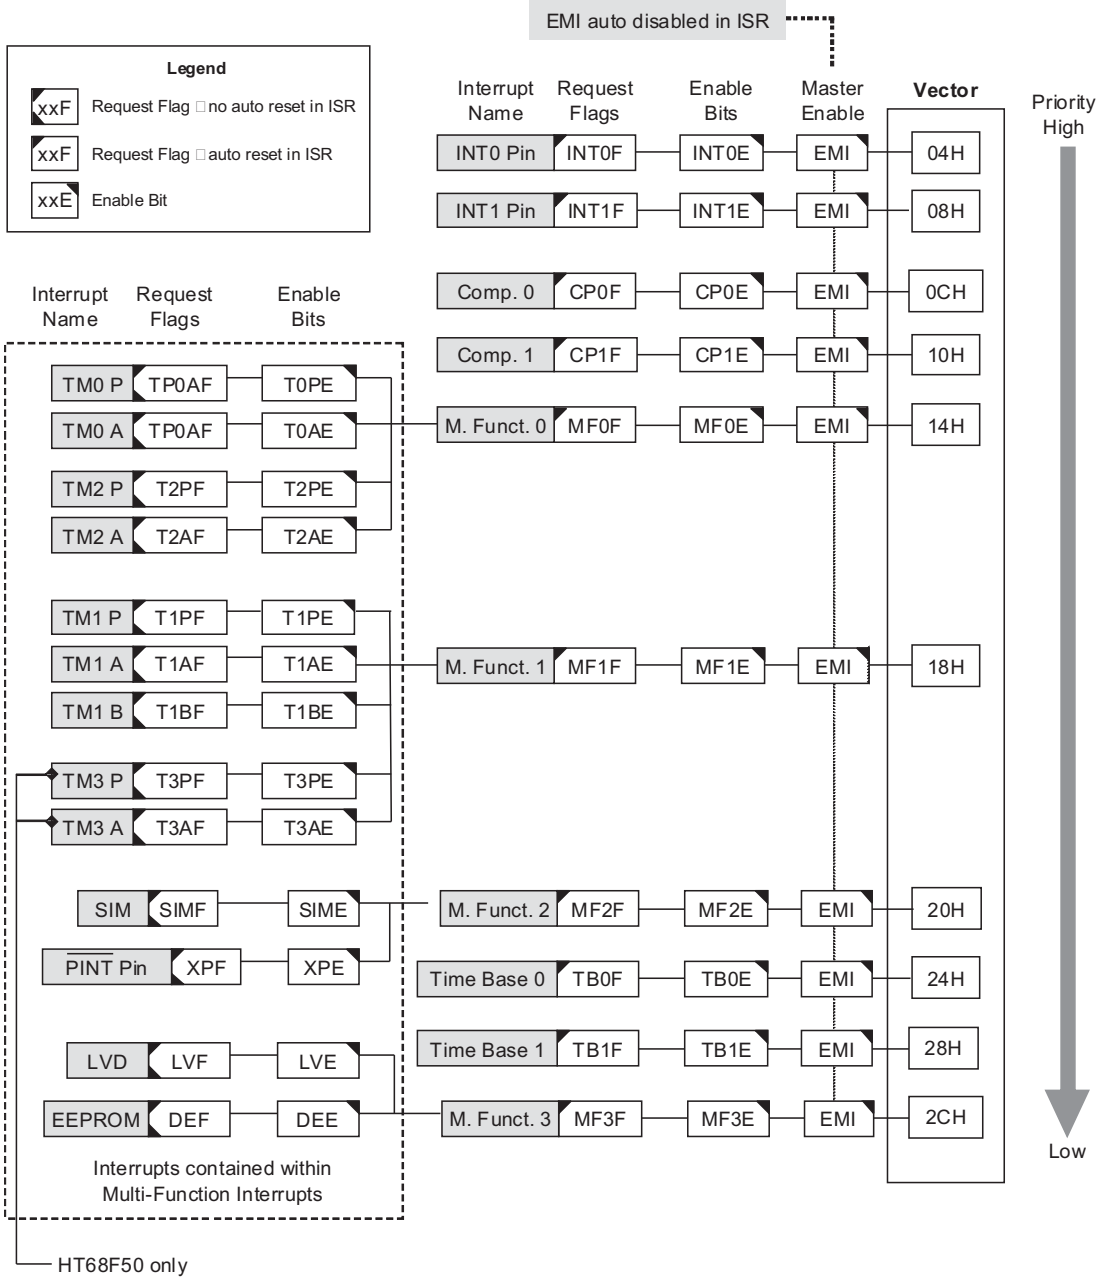 EMI auto disabled in ISR
Legend
xxF Request Flag □ no auto reset in ISR
xxF Request Flag □ auto reset in ISR
xxE Enable Bit
Interrupt Name Request Flags Enable Bits Master Enable Vector
Priority High
INT0 Pin INT0F INT0E EMI 04H
INT1 Pin INT1F INT1E EMI 08H
Comp. 0 CP0F CP0E EMI 0CH
Comp. 1 CP1F CP1E EMI 10H
M. Funct. 0 MF0F MF0E EMI 14H
M. Funct. 1 MF1F MF1E EMI 18H
M. Funct. 2 MF2F MF2E EMI 20H
Time Base 0 TB0F TB0E EMI 24H
Time Base 1 TB1F TB1E EMI 28H
M. Funct. 3 MF3F MF3E EMI 2CH
Low
Interrupt Name Request Flags Enable Bits
TM0 P TP0AF T0PE
TM0 A TP0AF T0AE
TM2 P T2PF T2PE
TM2 A T2AF T2AE
TM1 P T1PF T1PE
TM1 A T1AF T1AE
TM1 B T1BF T1BE
TM3 P T3PF T3PE
TM3 A T3AF T3AE
SIM SIMF SIME
PINT Pin XPF XPE
LVD LVF LVE
EEPROM DEF DEE
Interrupts contained within
Multi-Function Interrupts
HT68F50 only